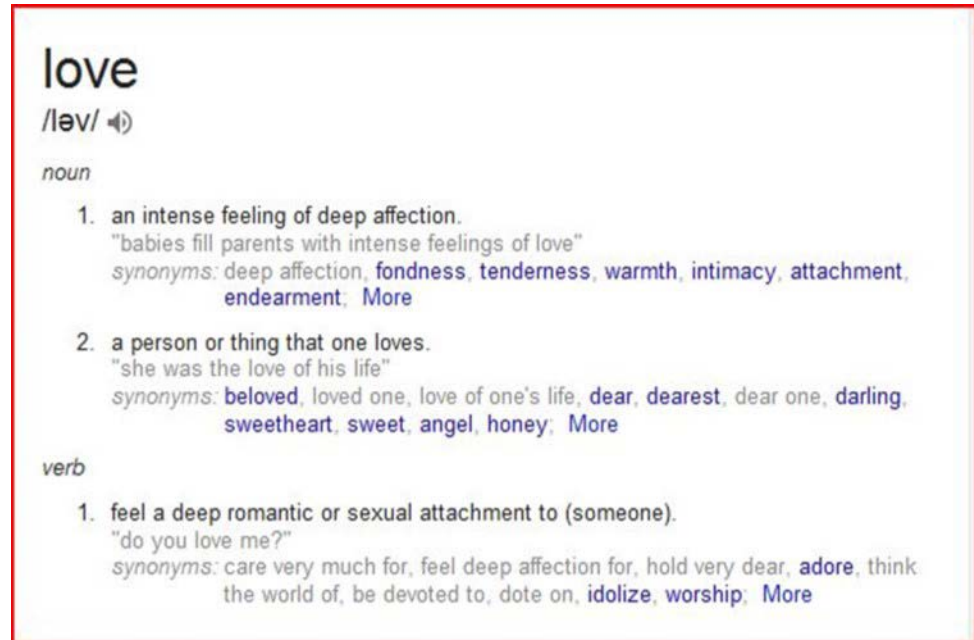 love
/ləv/
noun
1. an intense feeling of deep affection.
"babies fill parents with intense feelings of love"
synonyms: deep affection, fondness, tenderness, warmth, intimacy, attachment,
endearment; More
2. a person or thing that one loves.
"she was the love of his life"
synonyms: beloved, loved one, love of one's life, dear, dearest, dear one, darling,
sweetheart, sweet, angel, honey; More
verb
1. feel a deep romantic or sexual attachment to (someone).
"do you love me?"
synonyms: care very much for, feel deep affection for, hold very dear, adore, think
the world of, be devoted to, dote on, idolize, worship; More